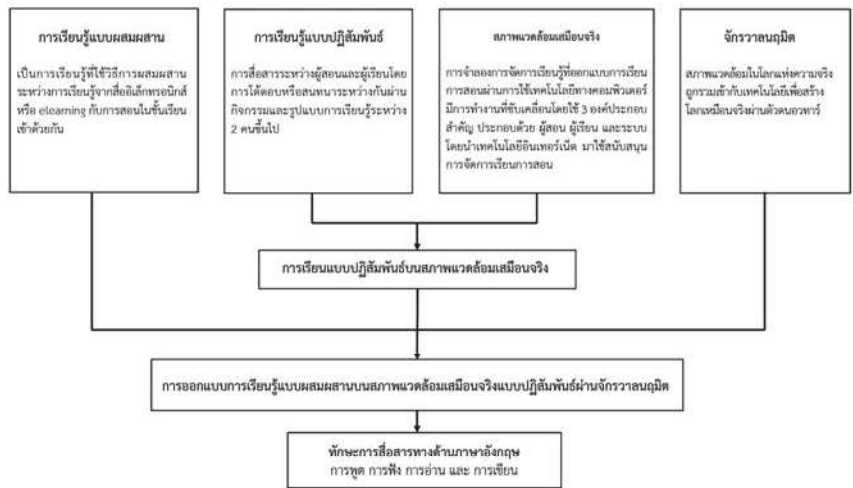 การเรียนรู้แบบผสมผสาน
เป็นการเรียนรู้ที่ใช้วิธีการผสมผสาน
ระหว่างการเรียนรู้จากสื่ออิเล็กทรอนิกส์
หรือ elearning กับการสอนในชั้นเรียน
เข้าด้วยกัน
การเรียนรู้แบบปฏิสัมพันธ์
การสื่อสารระหว่างผู้สอนและผู้เรียนโดย
การโต้ตอบหรือสนทนาระหว่างกันผ่าน
กิจกรรมและรูปแบบการเรียนรู้ระหว่าง
2 คนขึ้นไป
สภาพแวดล้อมเสมือนจริง
การจำลองการจัดการเรียนรู้ที่ออกแบบการเรียน
การสอนผ่านการใช้เทคโนโลยีทางคอมพิวเตอร์
มีการทำงานที่ขับเคลื่อนโดยใช้ 3 องค์ประกอบ
สำคัญ ประกอบด้วย ผู้สอน ผู้เรียน และระบบ
โดยนำเทคโนโลยีอินเทอร์เน็ต มาใช้สนับสนุน
การจัดการเรียนการสอน
จักรวาลนฤมิต
สภาพแวดล้อมในโลกแห่งความจริง
ถูกรวมเข้ากับเทคโนโลยีเพื่อสร้าง
โลกเหมือนจริงผ่านตัวตนอวทาร์
การเรียนแบบปฏิสัมพันธ์บนสภาพแวดล้อมเสมือนจริง
การออกแบบการเรียนรู้แบบผสมผสานบนสภาพแวดล้อมเสมือนจริงแบบปฏิสัมพันธ์ผ่านจักรวาลนฤมิต
ทักษะการสื่อสารทางด้านภาษาอังกฤษ
การพูด การฟัง การอ่าน และ การเขียน